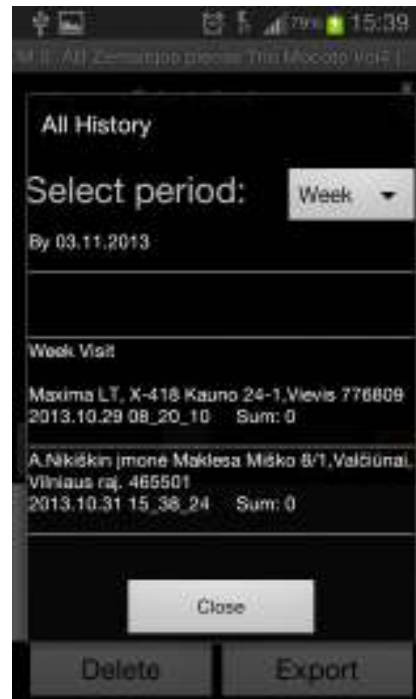 79% 15:39
All History
Select period:
Week
By 03.11.2013
Week Visit
Maxima LT, X-418 Kauno 24-1,Vievis 776809
2013.10.29 08_20_10 Sum: 0
A.Nikiškin įmonė Maklesa Miško 6/1,Valčiūnai,
Vilniaus raj. 465501
2013.10.31 15_38_24 Sum: 0
Close
Delete Export